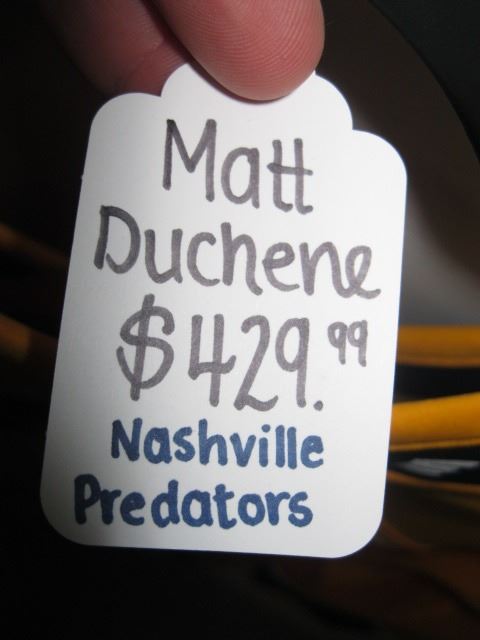 Matt
Duchene
$429.99
Nashville
Predators